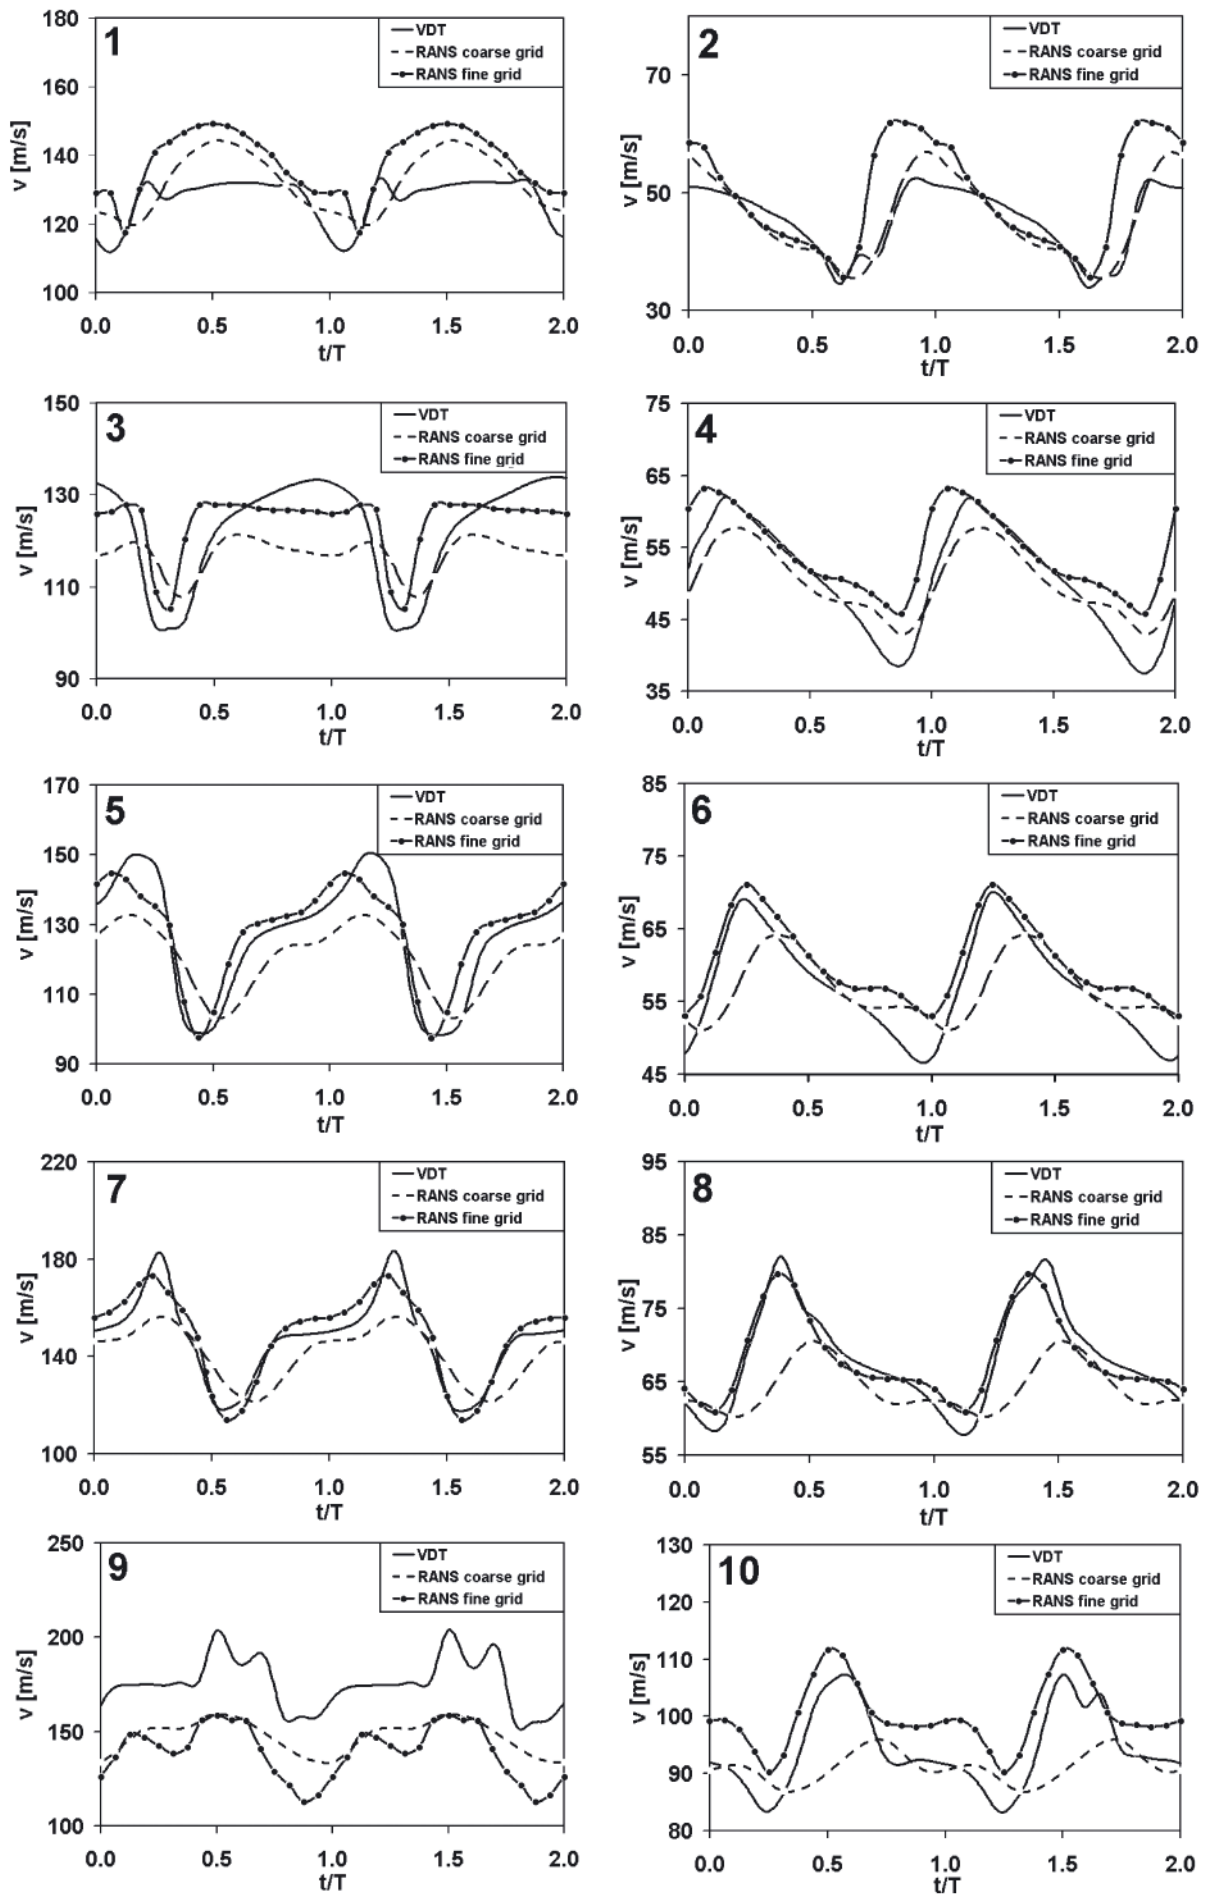 1
VDT
RANS coarse grid
RANS fine grid
180
160
140
120
100
v [m/s]
0.0 0.5 1.0 1.5 2.0
t/T
2
VDT
RANS coarse grid
RANS fine grid
70
50
30
v [m/s]
0.0 0.5 1.0 1.5 2.0
t/T
3
VDT
RANS coarse grid
RANS fine grid
150
130
110
90
v [m/s]
0.0 0.5 1.0 1.5 2.0
t/T
4
VDT
RANS coarse grid
RANS fine grid
75
65
55
45
35
v [m/s]
0.0 0.5 1.0 1.5 2.0
t/T
5
VDT
RANS coarse grid
RANS fine grid
170
150
130
110
90
v [m/s]
0.0 0.5 1.0 1.5 2.0
t/T
6
VDT
RANS coarse grid
RANS fine grid
85
75
65
55
45
v [m/s]
0.0 0.5 1.0 1.5 2.0
t/T
7
VDT
RANS coarse grid
RANS fine grid
220
180
140
100
v [m/s]
0.0 0.5 1.0 1.5 2.0
t/T
8
VDT
RANS coarse grid
RANS fine grid
95
85
75
65
55
v [m/s]
0.0 0.5 1.0 1.5 2.0
t/T
9
VDT
RANS coarse grid
RANS fine grid
250
200
150
100
v [m/s]
0.0 0.5 1.0 1.5 2.0
t/T
10
VDT
RANS coarse grid
RANS fine grid
130
120
110
100
90
80
v [m/s]
0.0 0.5 1.0 1.5 2.0
t/T